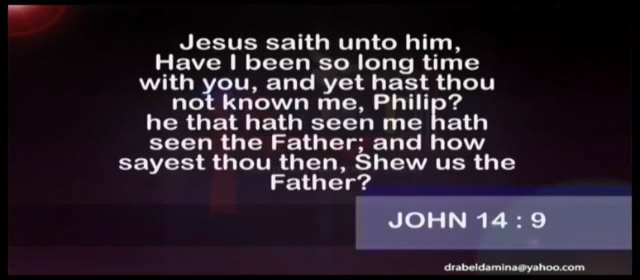 Jesus saith unto him,
Have I been so long time
with you, and yet hast thou
not known me, Philip?
he that hath seen me hath
seen the Father; and how
sayest thou then, Shew us the
Father?
JOHN 14 : 9
drabeldamina@yahoo.com